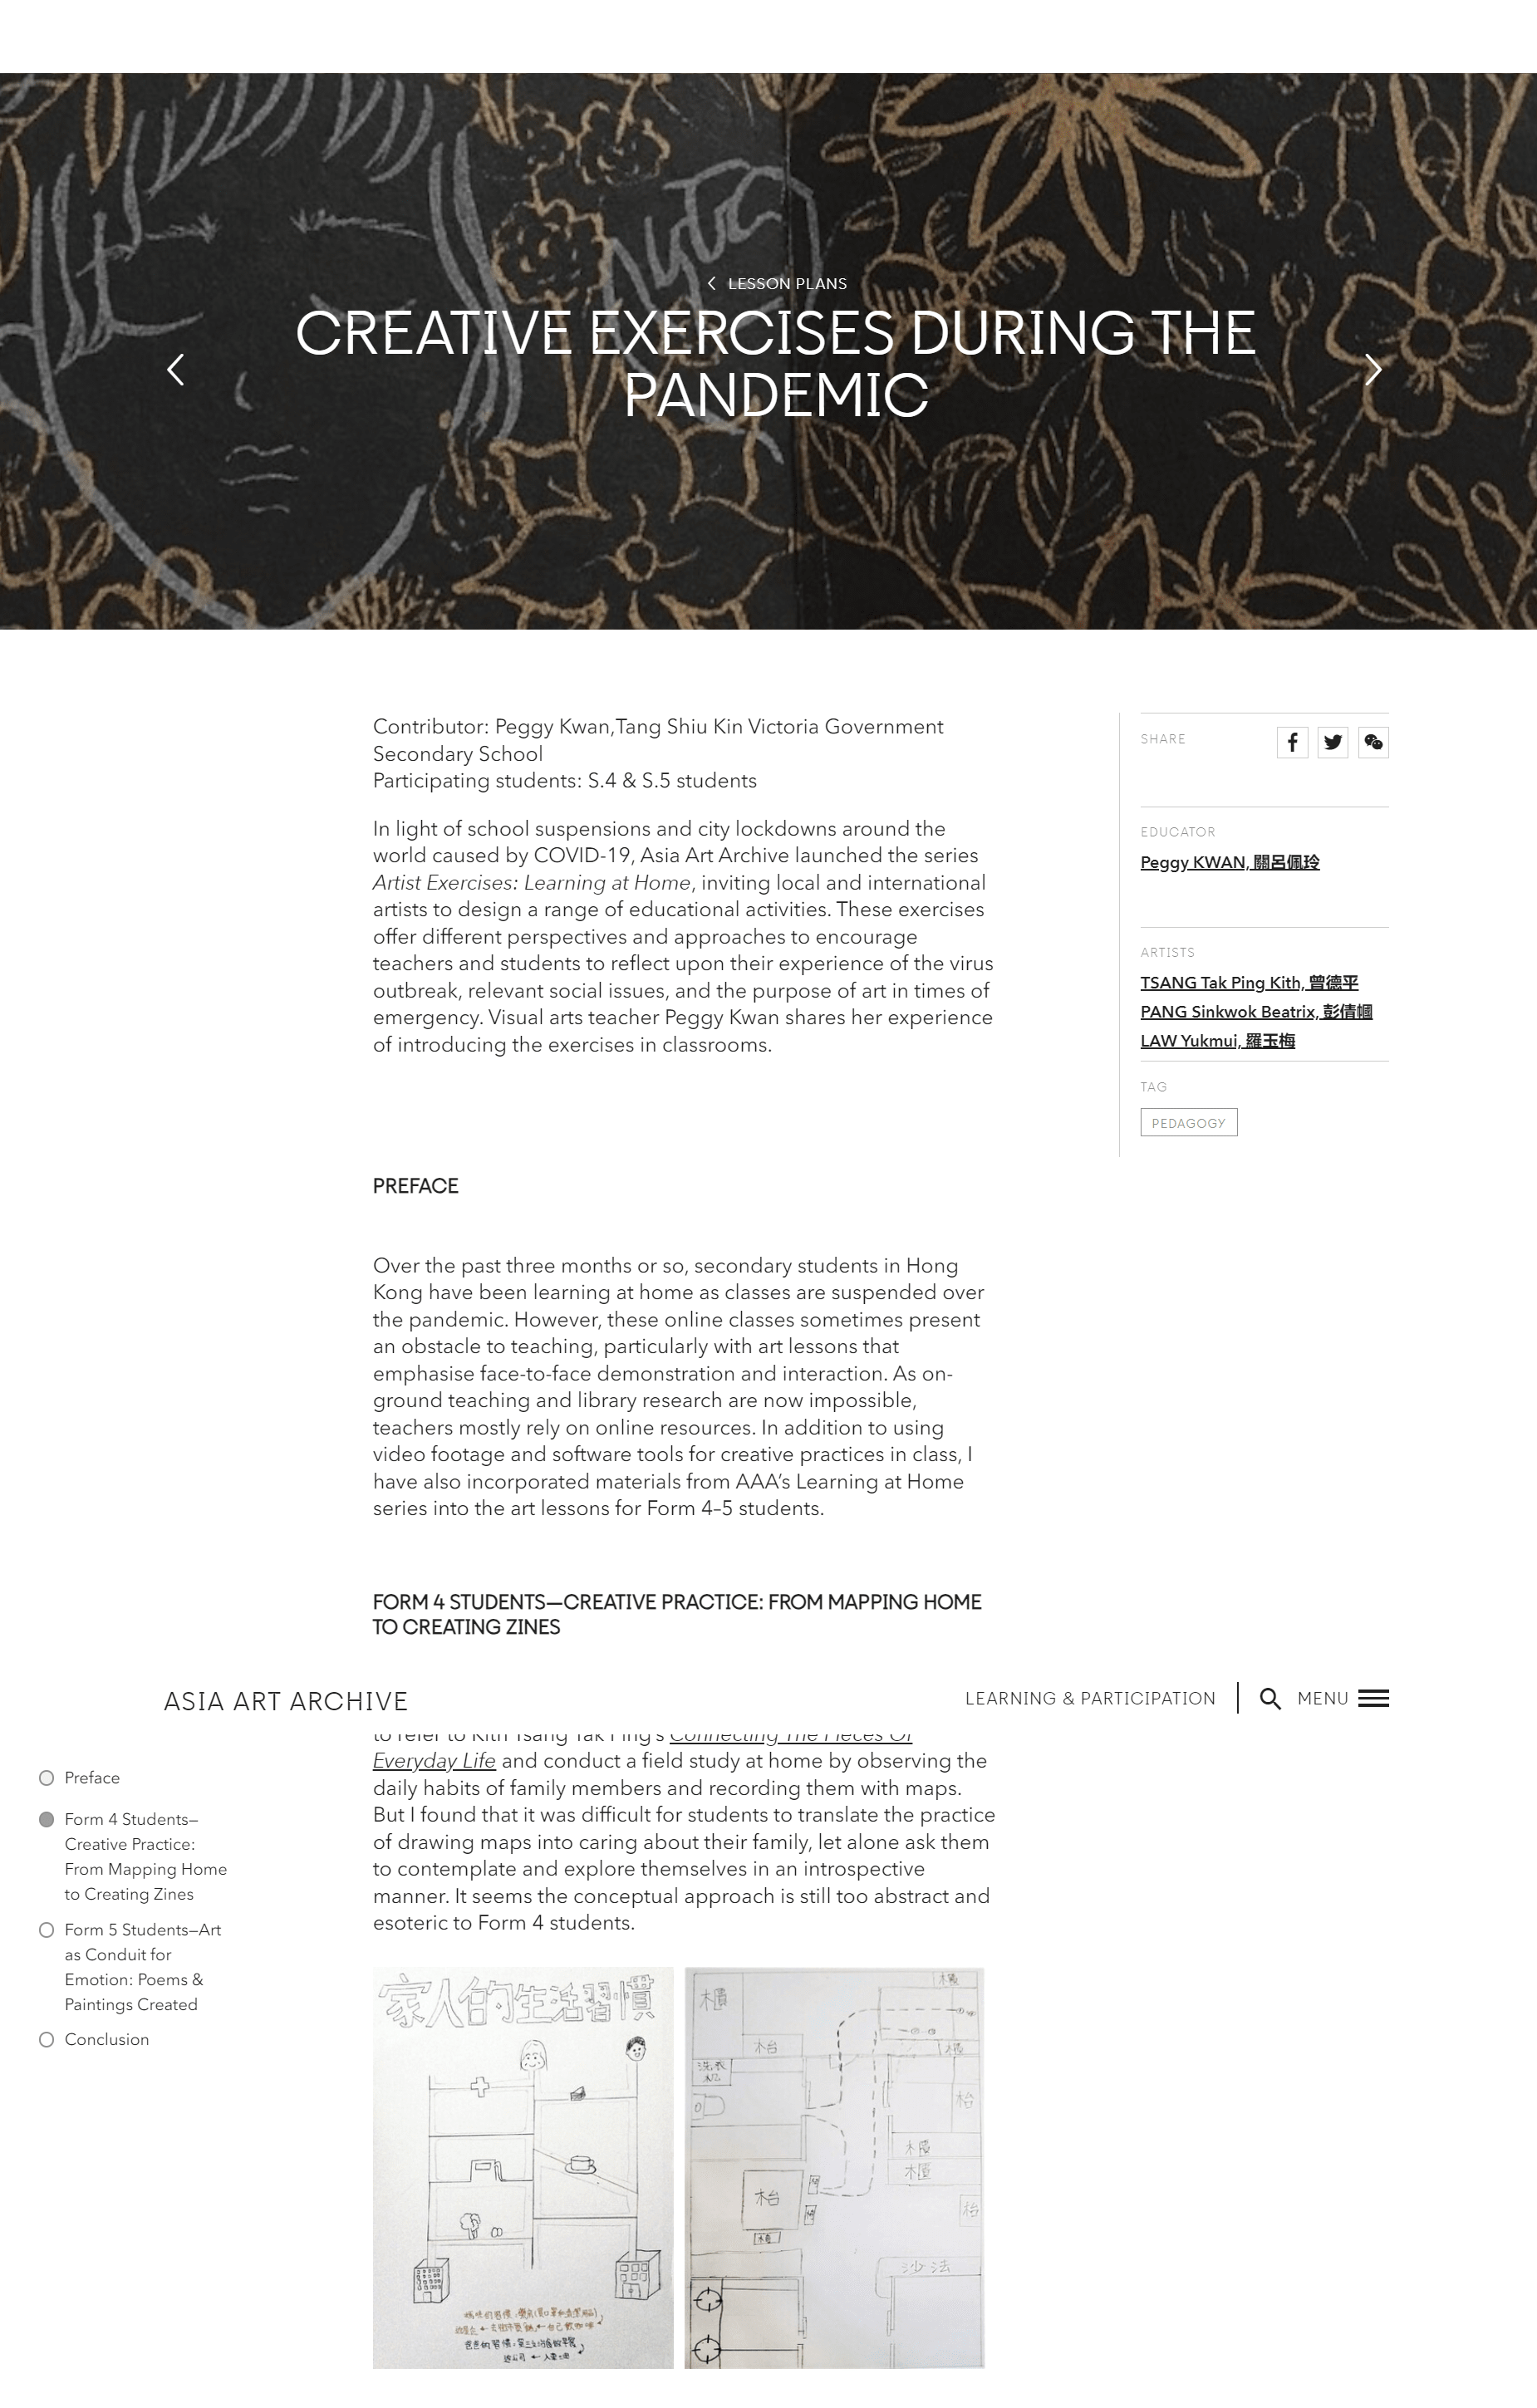 Nota
LESSON PLANS
CREATIVE EXERCISES DURING THE
PANDEMIC
Contributor: Peggy Kwan,Tang Shiu Kin Victoria Government
Secondary School
Participating students: S.4 & S.5 students
In light of school suspensions and city lockdowns around the
world caused by COVID-19, Asia Art Archive launched the series
Artist Exercises: Learning at Home, inviting local and international
artists to design a range of educational activities. These exercises
offer different perspectives and approaches to encourage
teachers and students to reflect upon their experience of the virus
outbreak, relevant social issues, and the purpose of art in times of
emergency. Visual arts teacher Peggy Kwan shares her experience
of introducing the exercises in classrooms.
SHARE
EDUCATOR
Peggy KWAN, 關呂佩玲
ARTISTS
TSANG Tak Ping Kith, 曾德平
PANG Sinkwok Beatrix, 彭倩幗
LAW Yukmui, 羅玉梅
TAG
PEDAGOGY
PREFACE
Over the past three months or so, secondary students in Hong
Kong have been learning at home as classes are suspended over
the pandemic. However, these online classes sometimes present
an obstacle to teaching, particularly with art lessons that
emphasise face-to-face demonstration and interaction. As on-
ground teaching and library research are now impossible,
teachers mostly rely on online resources. In addition to using
video footage and software tools for creative practices in class, I
have also incorporated materials from AAA’s Learning at Home
series into the art lessons for Form 4–5 students.
FORM 4 STUDENTS—CREATIVE PRACTICE: FROM MAPPING HOME
TO CREATING ZINES
ASIA ART ARCHIVE
LEARNING & PARTICIPATION
MENU
to refer to Kith Tsang Tak Ping’s Connecting The Pieces Of
Everyday Life and conduct a field study at home by observing the
daily habits of family members and recording them with maps.
But I found that it was difficult for students to translate the practice
of drawing maps into caring about their family, let alone ask them
to contemplate and explore themselves in an introspective
manner. It seems the conceptual approach is still too abstract and
esoteric to Form 4 students.
Preface
Form 4 Students—
Creative Practice:
From Mapping Home
to Creating Zines
Form 5 Students—Art
as Conduit for
Emotion: Poems &
Paintings Created
Conclusion
家人的生活習慣
櫃
櫃
枱
櫃
洗衣
机
枱
櫃
櫃
枱
櫃
枱
沙法